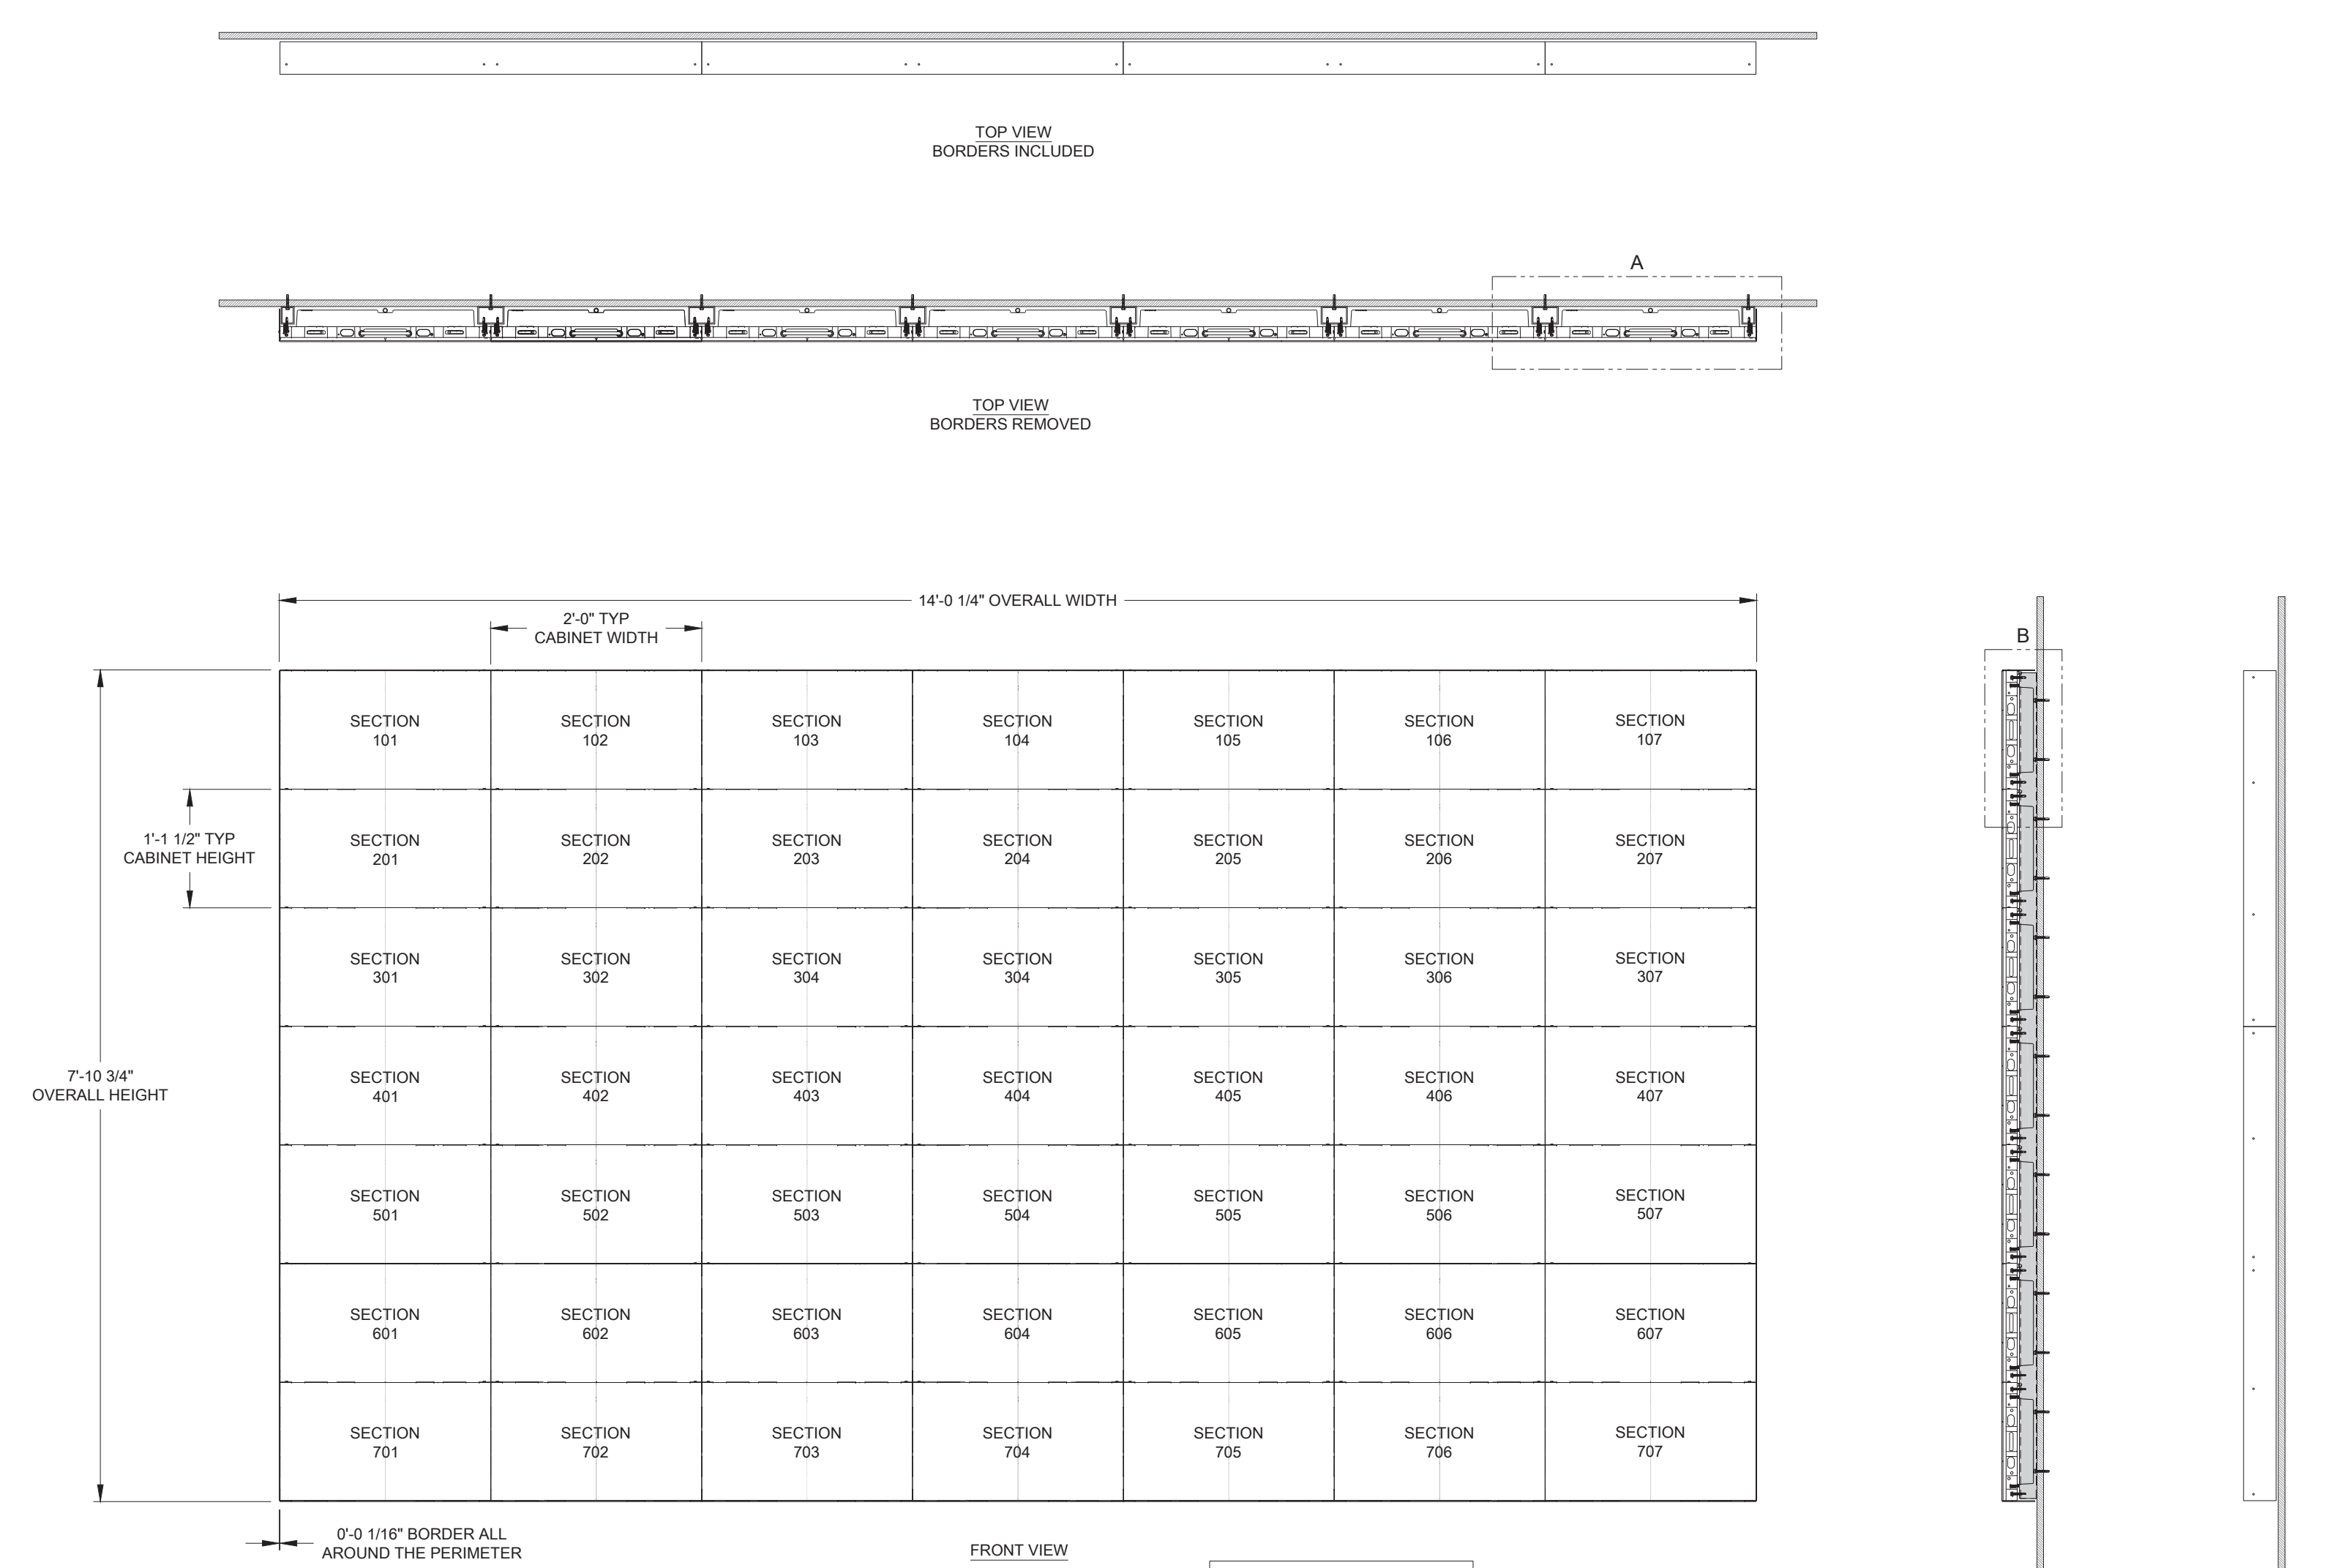 TOP VIEW
BORDERS INCLUDED
A
TOP VIEW
BORDERS REMOVED
14'-0 1/4" OVERALL WIDTH
2'-0" TYP
CABINET WIDTH
B
SECTION
101
SECTION
102
SECTION
103
SECTION
104
SECTION
105
SECTION
106
SECTION
107
1'-1 1/2" TYP
CABINET HEIGHT
SECTION
201
SECTION
202
SECTION
203
SECTION
204
SECTION
205
SECTION
206
SECTION
207
SECTION
301
SECTION
302
SECTION
304
SECTION
304
SECTION
305
SECTION
306
SECTION
307
7'-10 3/4"
OVERALL HEIGHT
SECTION
401
SECTION
402
SECTION
403
SECTION
404
SECTION
405
SECTION
406
SECTION
407
SECTION
501
SECTION
502
SECTION
503
SECTION
504
SECTION
505
SECTION
506
SECTION
507
SECTION
601
SECTION
602
SECTION
603
SECTION
604
SECTION
605
SECTION
606
SECTION
607
SECTION
701
SECTION
702
SECTION
703
SECTION
704
SECTION
705
SECTION
706
SECTION
707
0'-0 1/16" BORDER ALL
AROUND THE PERIMETER
FRONT VIEW